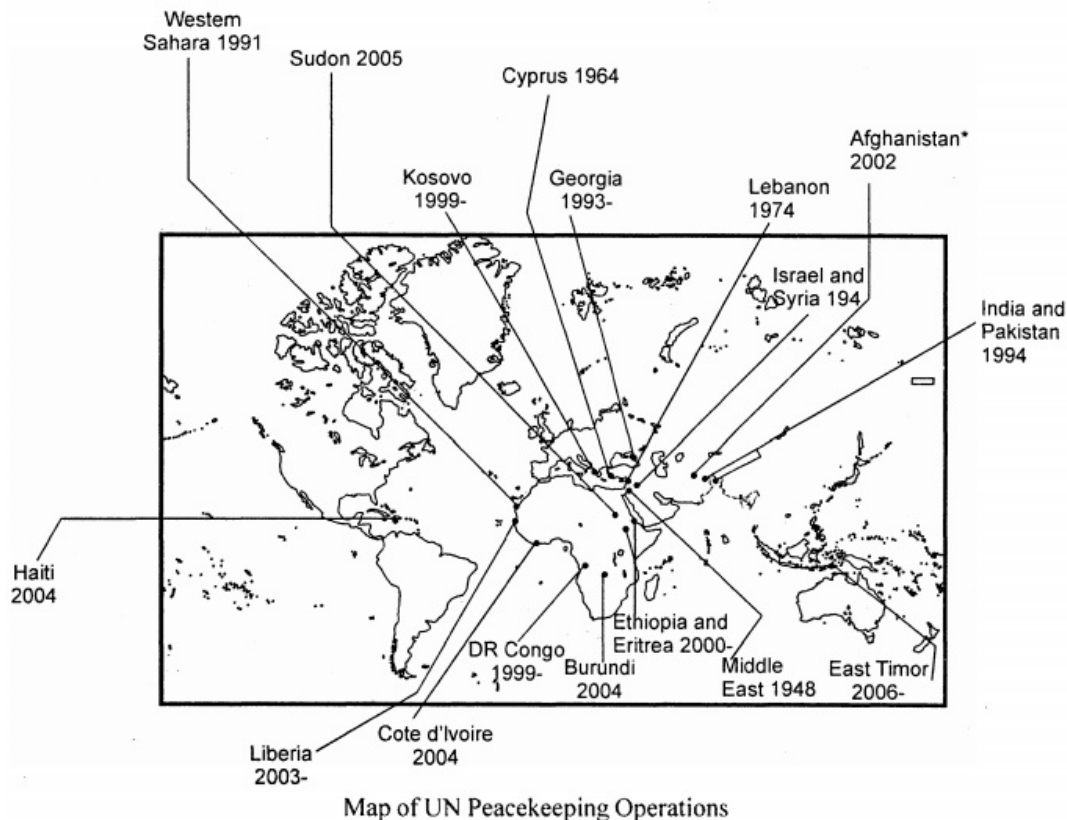 Westem
Sahara 1991
Sudon 2005
Cyprus 1964
Afghanistan*
2002
Kosovo
1999-
Georgia
1993-
Lebanon
1974
Israel and
Syria 194
India and
Pakistan
1994
Haiti
2004
DR Congo
1999-
Burundi
2004
Ethiopia and
Eritrea 2000-
Middle
East 1948
East Timor
2006-
Liberia
2003-
Cote d'Ivoire
2004
Map of UN Peacekeeping Operations